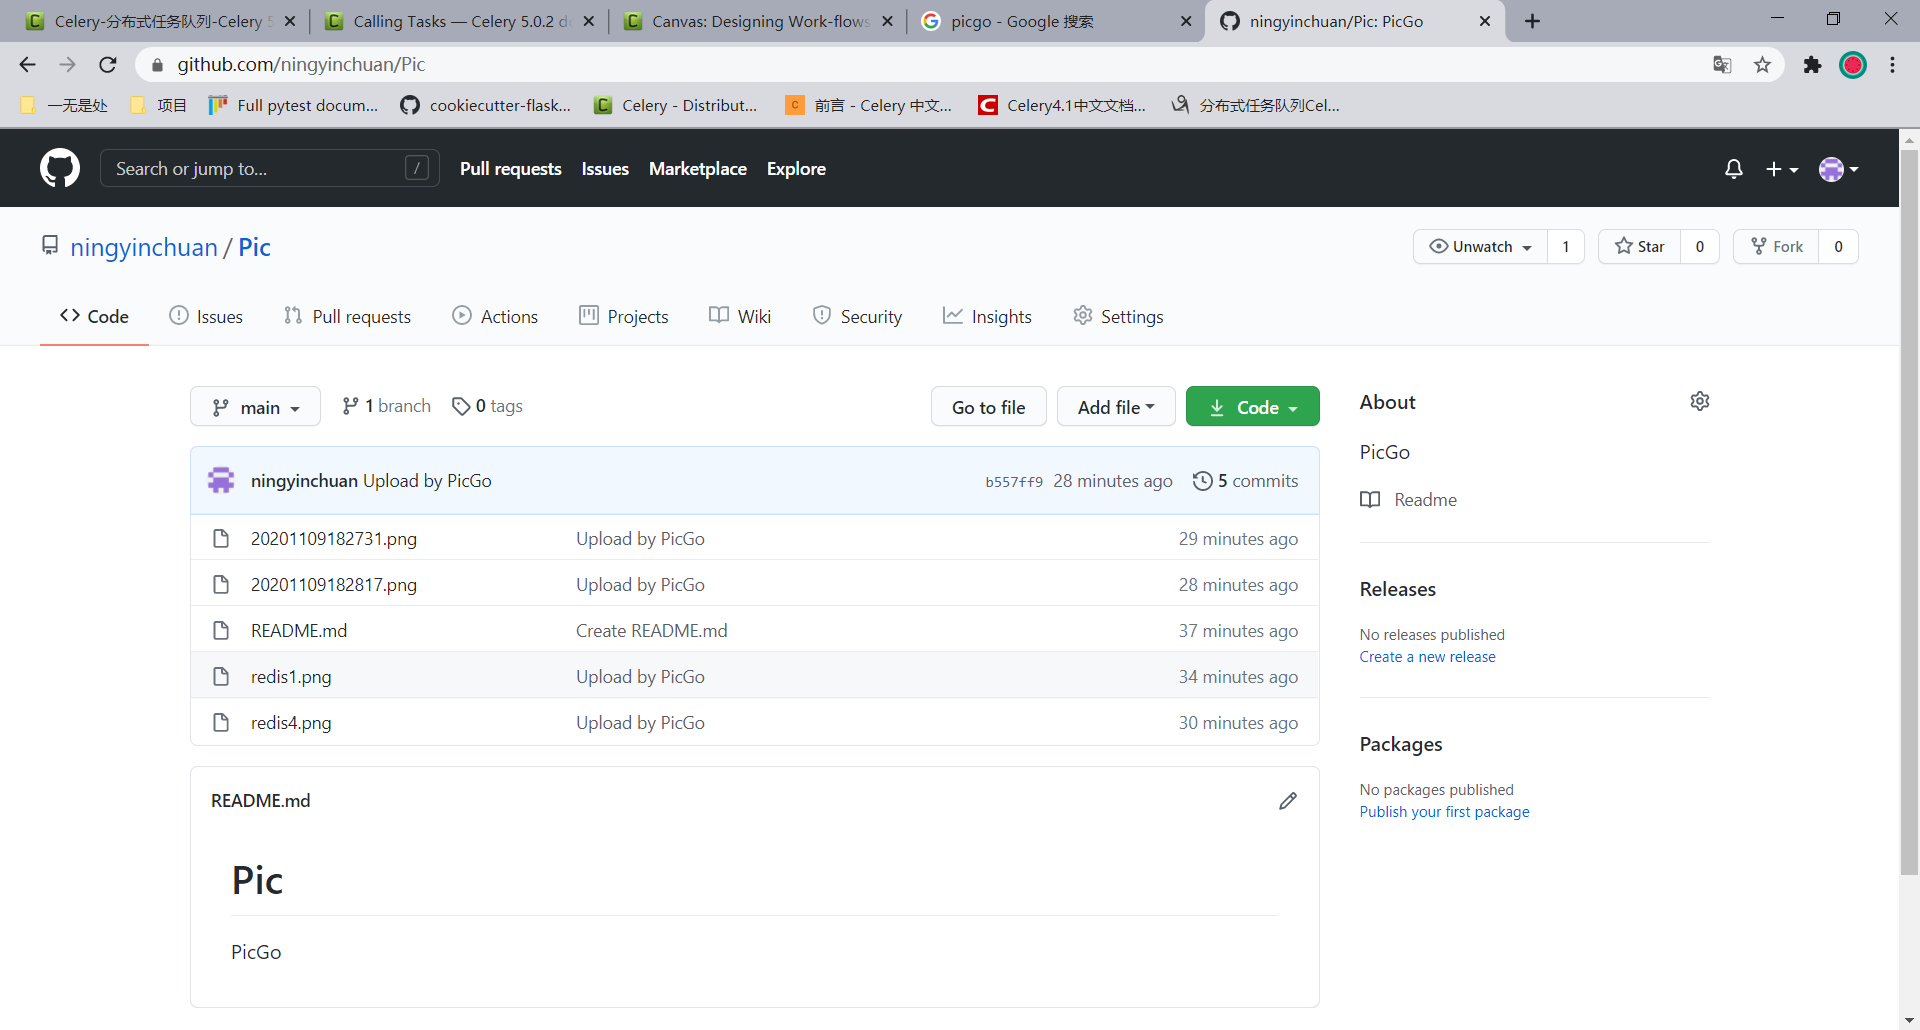 Celery-分布式任务队列-Celery 5
Calling Tasks — Celery 5.0.2 d
Canvas: Designing Work-flows
picgo - Google 搜索
ningyinchuan/Pic: PicGo
github.com/ningyinchuan/Pic
一无是处
项目
Full pytest docum...
cookiecutter-flask...
Celery - Distribut...
前言 - Celery 中文...
Celery4.1中文文档...
分布式任务队列Cel...
Search or jump to...
/
Pull requests
Issues
Marketplace
Explore
ningyinchuan / Pic
Unwatch
1
Star
0
Fork
0
Code
Issues
Pull requests
Actions
Projects
Wiki
Security
Insights
Settings
main
1 branch
0 tags
Go to file
Add file
Code
ningyinchuan Upload by PicGo
b557ff9 28 minutes ago
5 commits
20201109182731.png Upload by PicGo 29 minutes ago
20201109182817.png Upload by PicGo 28 minutes ago
README.md Create README.md 37 minutes ago
redis1.png Upload by PicGo 34 minutes ago
redis4.png Upload by PicGo 30 minutes ago
README.md
Pic
PicGo
About
PicGo
Readme
Releases
No releases published
Create a new release
Packages
No packages published
Publish your first package